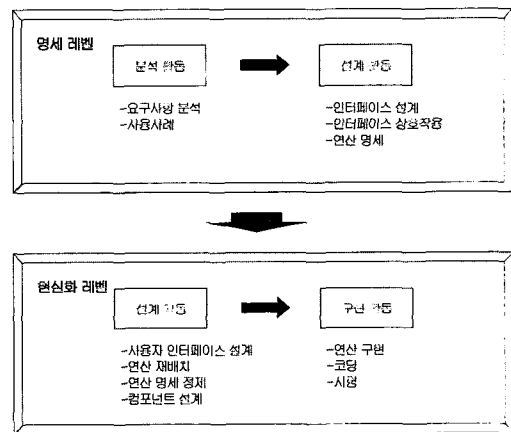 명세 레벨
분석 활동
설계 활동
-요구사항 분석
-사용사례
-인터페이스 설계
-인터페이스 상호작용
-연산 명세
현실화 레벨
설계 활동
구현 활동
-사용자 인터페이스 설계
-연산 재배치
-연산 명세 정제
-컴포넌트 설계
-연산 구현
-코딩
-시험